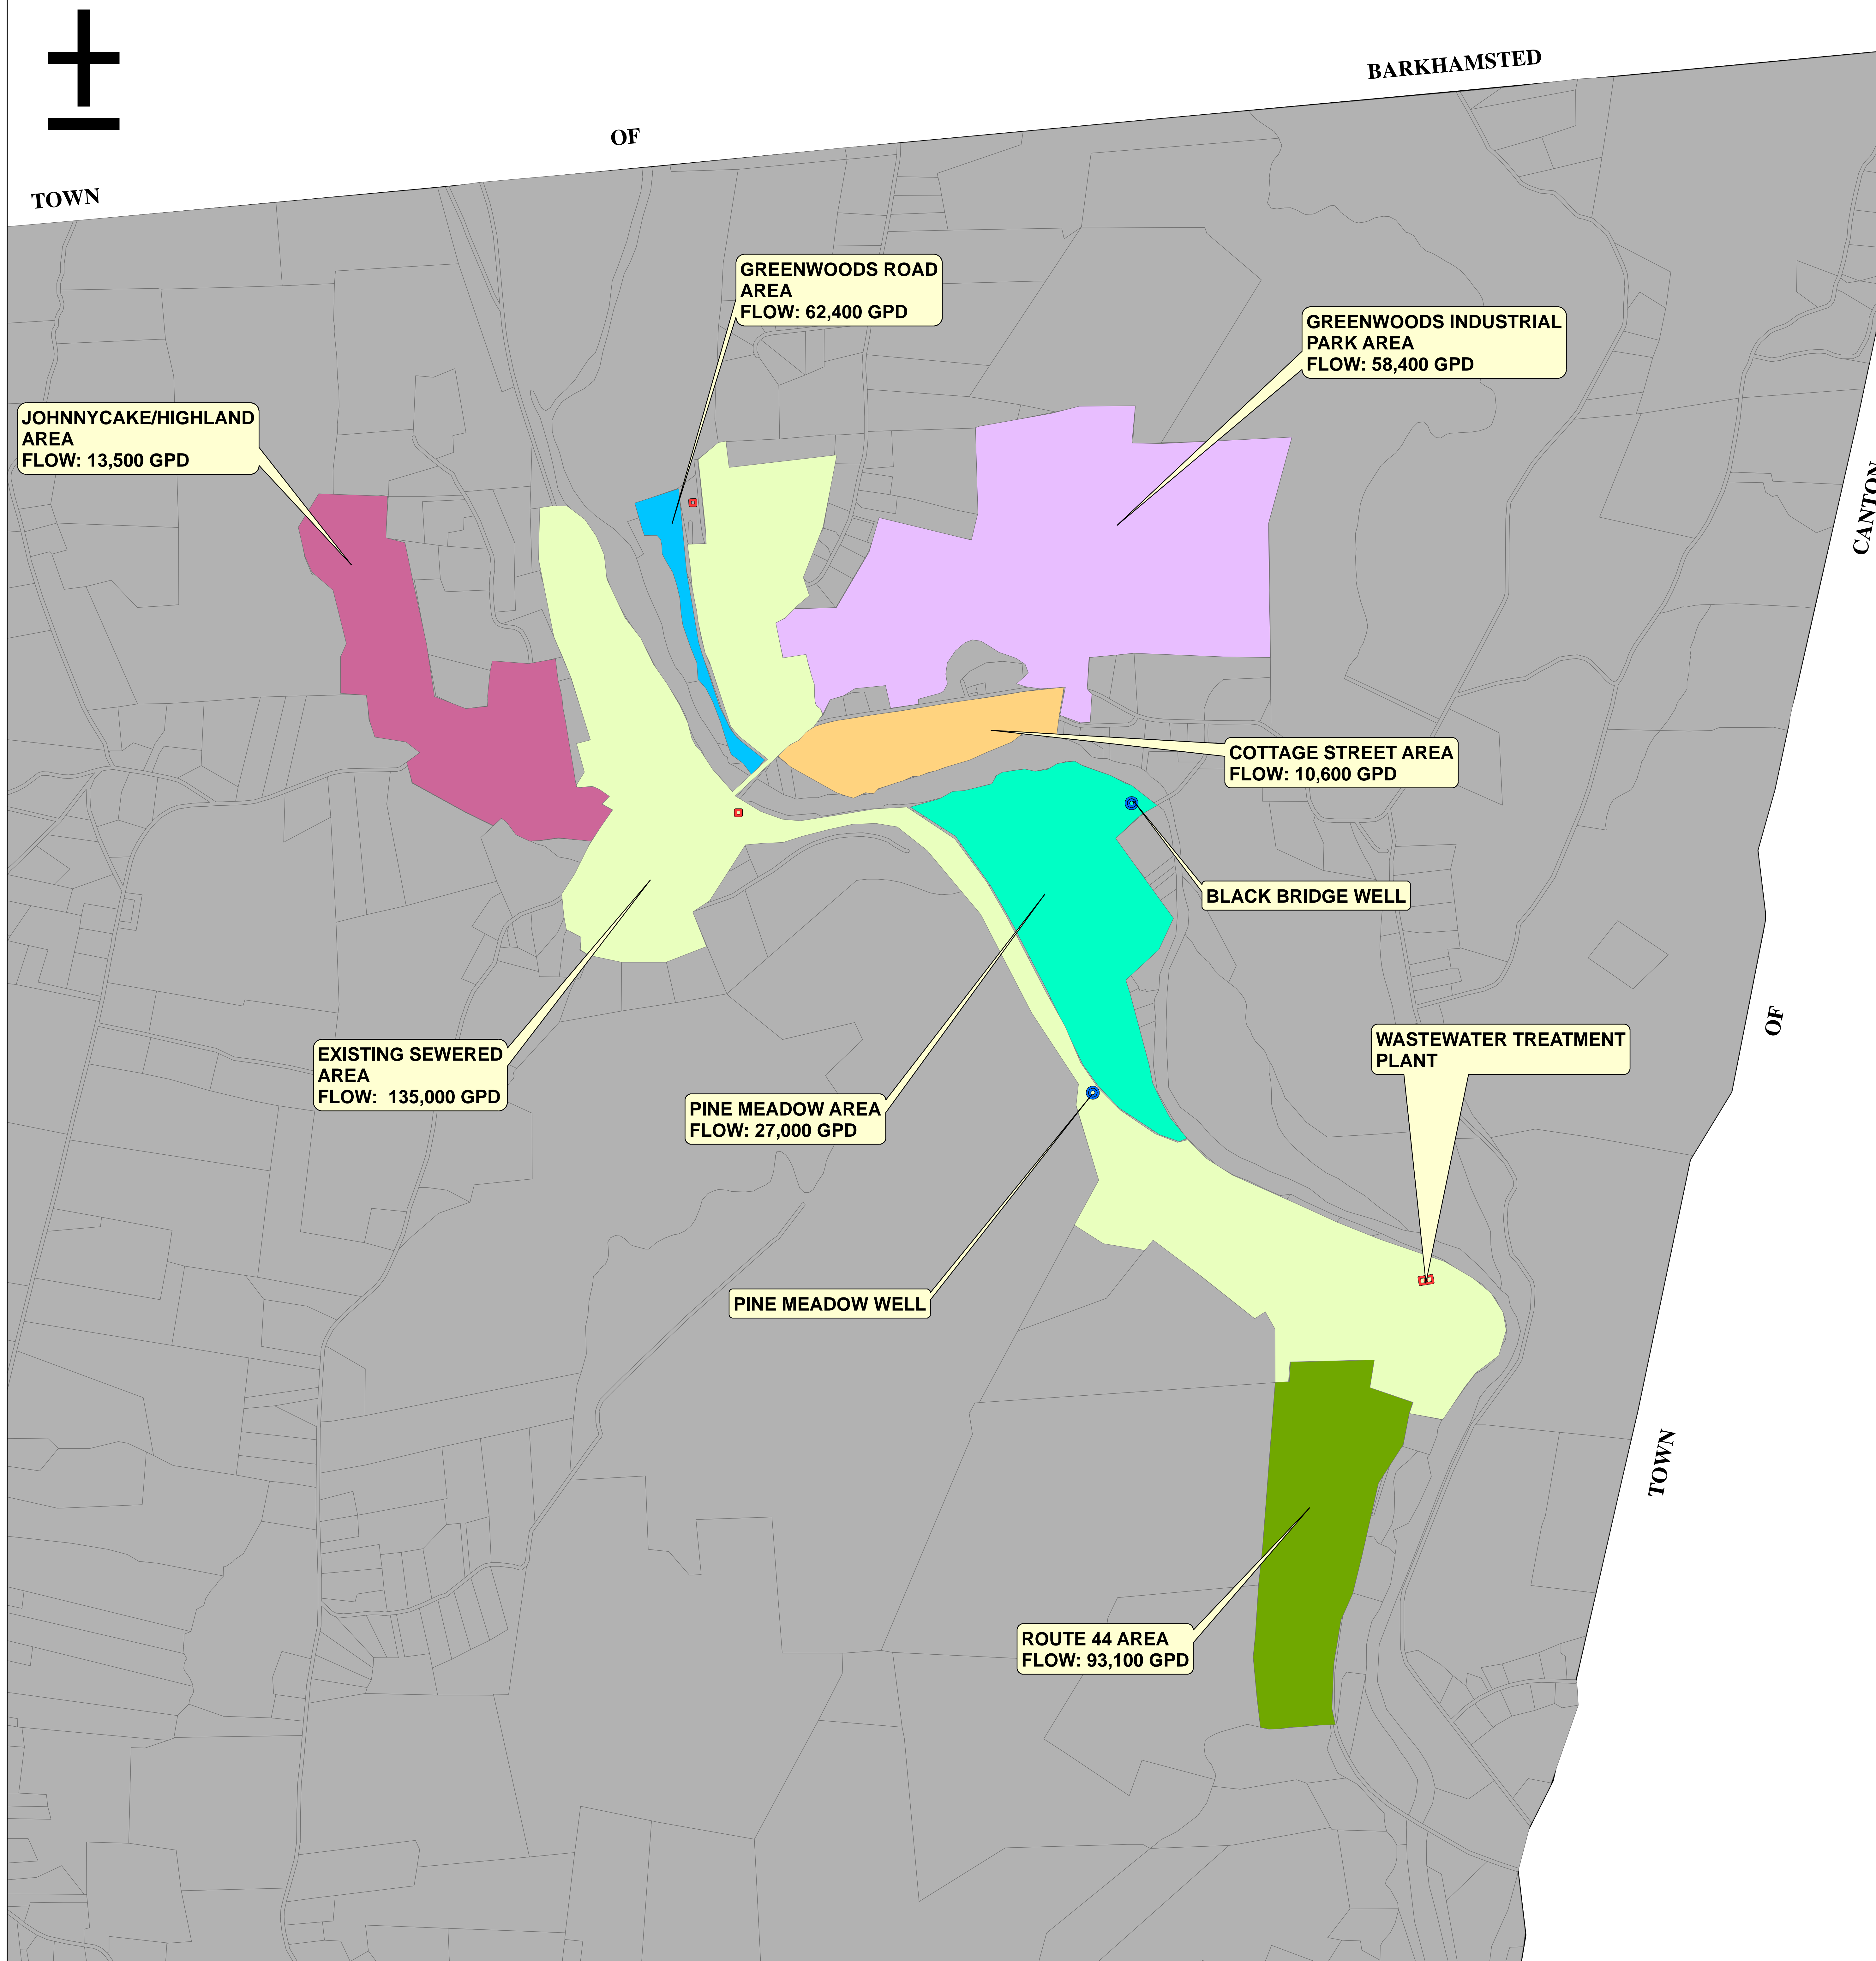 BARKHAMSTED
OF
TOWN
GREENWOODS ROAD
AREA
FLOW: 62,400 GPD
GREENWOODS INDUSTRIAL
PARK AREA
FLOW: 58,400 GPD
JOHNNYCAKE/HIGHLAND
AREA
FLOW: 13,500 GPD
CANTON
COTTAGE STREET AREA
FLOW: 10,600 GPD
BLACK BRIDGE WELL
OF
EXISTING SEWERED
AREA
FLOW: 135,000 GPD
WASTEWATER TREATMENT
PLANT
PINE MEADOW AREA
FLOW: 27,000 GPD
PINE MEADOW WELL
TOWN
ROUTE 44 AREA
FLOW: 93,100 GPD